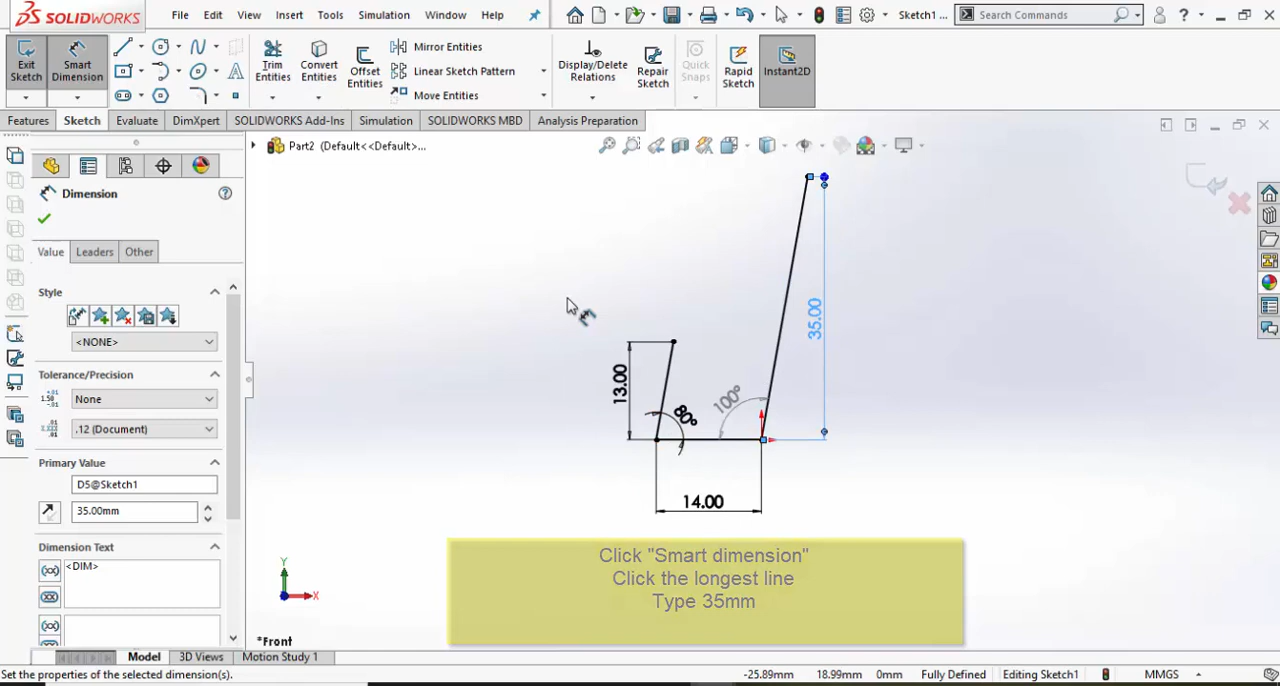 SOLIDWORKS
File Edit View Insert Tools Simulation Window Help
Sketch1 ...
Search Commands
?
Exit Sketch
Smart Dimension
Trim Entities
Convert Entities
Offset Entities
Mirror Entities
Linear Sketch Pattern
Move Entities
Display/Delete Relations
Repair Sketch
Quick Snaps
Rapid Sketch
Instant2D
Features Sketch Evaluate DimXpert SOLIDWORKS Add-Ins Simulation SOLIDWORKS MBD Analysis Preparation
Part2 (Default<<Default>...
Dimension
Value Leaders Other
Style
<NONE>
Tolerance/Precision
None
.12 (Document)
Primary Value
D5@Sketch1
35.00mm
Dimension Text
<DIM>
35.00
13.00
80°
100°
14.00
Click "Smart dimension"
Click the longest line
Type 35mm
Y
X
*Front
Model 3D Views Motion Study 1
Set the properties of the selected dimension(s).
-25.89mm 18.99mm 0mm Fully Defined Editing Sketch1 MMGS